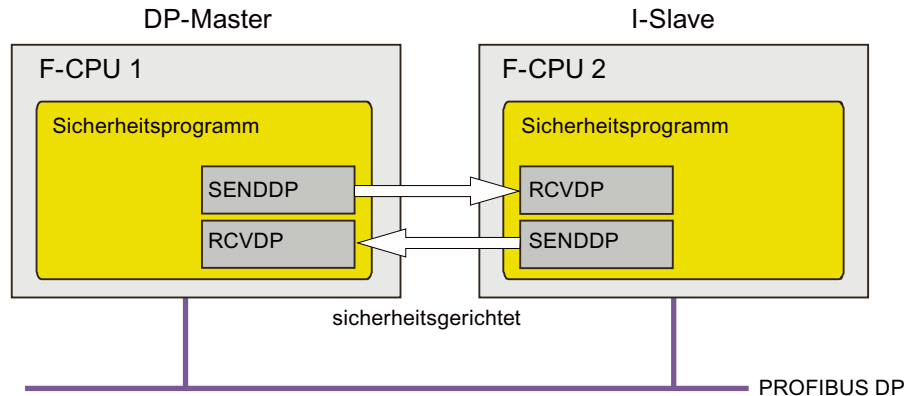 DP-Master
I-Slave
F-CPU 1
F-CPU 2
Sicherheitsprogramm
Sicherheitsprogramm
SENDDP
RCVDP
RCVDP
SENDDP
sicherheitsgerichtet
PROFIBUS DP